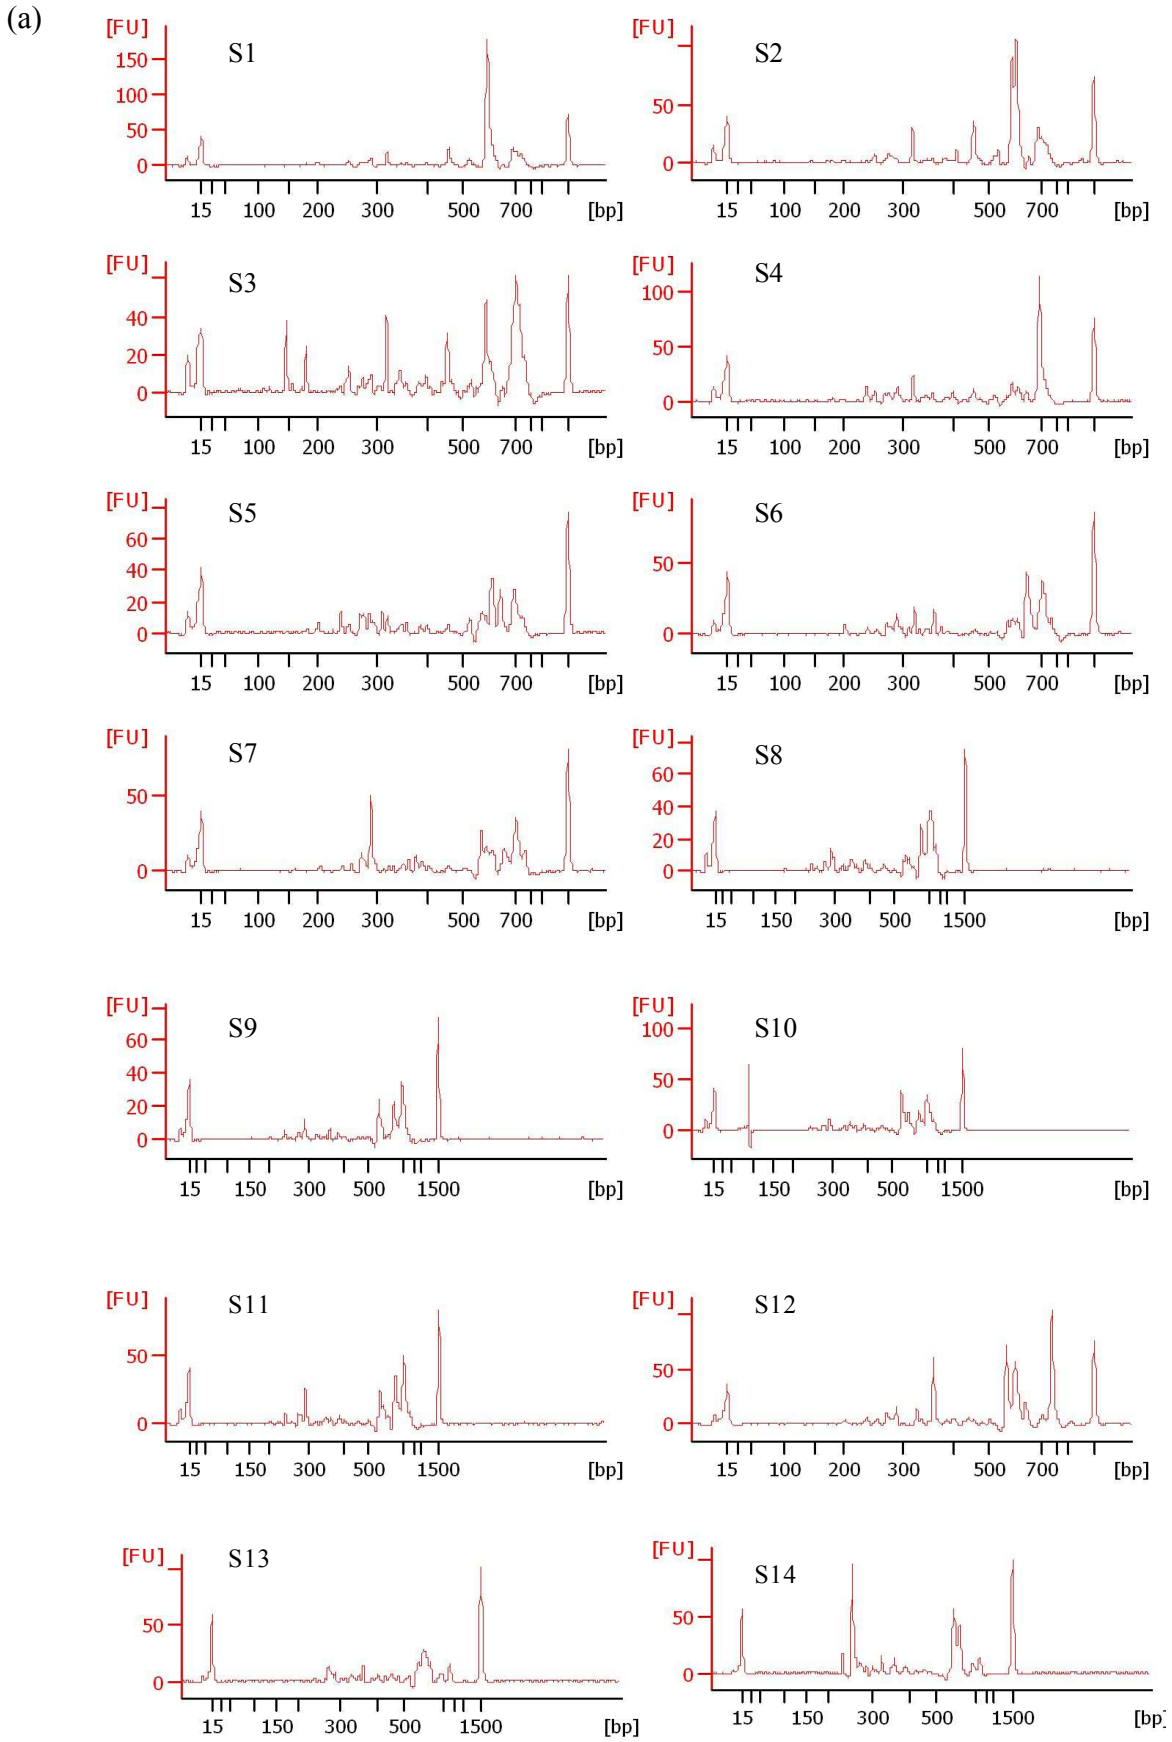 (a)
[FU] [FU]
S1 S2
150
100
50 50
0 0
15 100 200 300 500 700 [bp] 15 100 200 300 500 700 [bp]
[FU] [FU]
S3 S4
40 100
20 50
0 0
15 100 200 300 500 700 [bp] 15 100 200 300 500 700 [bp]
[FU] [FU]
S5 S6
60
40 50
20
0 0
15 100 200 300 500 700 [bp] 15 100 200 300 500 700 [bp]
[FU] [FU]
S7 S8
60
50 40
20
0 0
15 100 200 300 500 700 [bp] 15 150 300 500 1500 [bp]
[FU] [FU]
S9 S10
60 100
40 50
20
0 0
15 150 300 500 1500 [bp] 15 150 300 500 1500 [bp]
[FU] [FU]
S11 S12
50 50
0 0
15 150 300 500 1500 [bp] 15 100 200 300 500 700 [bp]
[FU] [FU]
S13 S14
50 50
0 0
15 150 300 500 1500 [bp] 15 150 300 500 1500 [bp]